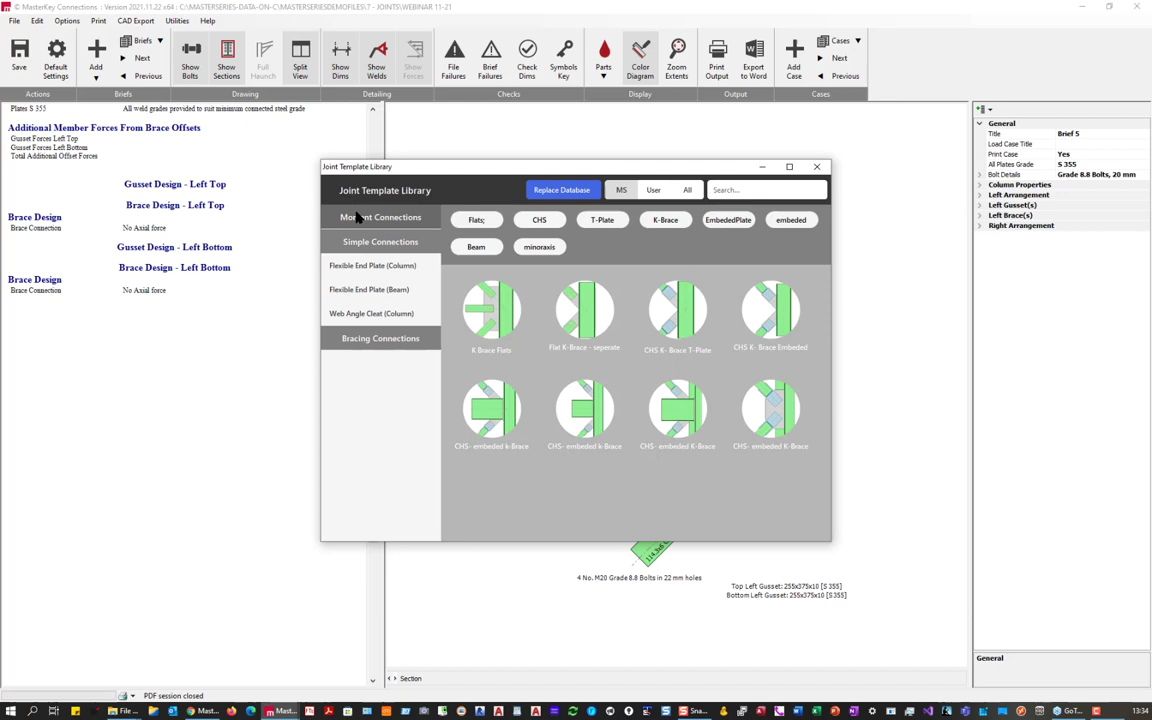 © MasterKey Connections : Version 2021.11.22 x64 : C:\MASTERSERIES-DATA-ON-C\MASTERSERIESDEMOFILES\7 - JOINTS\WEBINAR 11-21
File Edit Options Print CAD Export Utilities Help
Save
Default Settings
Add
Briefs
Next
Previous
Show Bolts
Show Sections
Full Haunch
Split View
Show Dims
Show Welds
Show Forces
File Failures
Brief Failures
Check Dims
Symbols Key
Parts
Color Diagram
Zoom Extents
Print Output
Export to Word
Add Case
Cases
Next
Previous
Actions Briefs Drawing Detailing Checks Display Output Cases
Plates S 355 All weld grades provided to suit minimum connected steel grade
Additional Member Forces From Brace Offsets
Gusset Forces Left Top
Gusset Forces Left Bottom
Total Additional Offset Forces
Gusset Design - Left Top
Brace Design - Left Top
Brace Design
Brace Connection No Axial force
Gusset Design - Left Bottom
Brace Design - Left Bottom
Brace Design
Brace Connection No Axial force
Joint Template Library
Joint Template Library
Replace Database MS User All Search...
Moment Connections
Simple Connections
Flexible End Plate (Column)
Flexible End Plate (Beam)
Web Angle Cleat (Column)
Bracing Connections
Flats; CHS T-Plate K-Brace EmbededPlate embeded
Beam minoraxis
K Brace Flats
Flat K-Brace - seperate
CHS K- Brace T-Plate
CHS K- Brace Embeded
CHS- embeded k-Brace
CHS- embeded k-Brace
CHS- embeded K-Brace
CHS- embeded K-Brace
4 No. M20 Grade 8.8 Bolts in 22 mm holes
Top Left Gusset: 255x375x10 [S 355]
Bottom Left Gusset: 255x375x10 [S355]
Section
General
Title Brief 5
Load Case Title
Print Case Yes
All Plates Grade S 355
Bolt Details Grade 8.8 Bolts, 20 mm
Column Properties
Left Arrangement
Left Gusset(s)
Left Brace(s)
Right Arrangement
General
PDF session closed
File ...
Mast...
Mast...
Sna...
GoT...
13:34